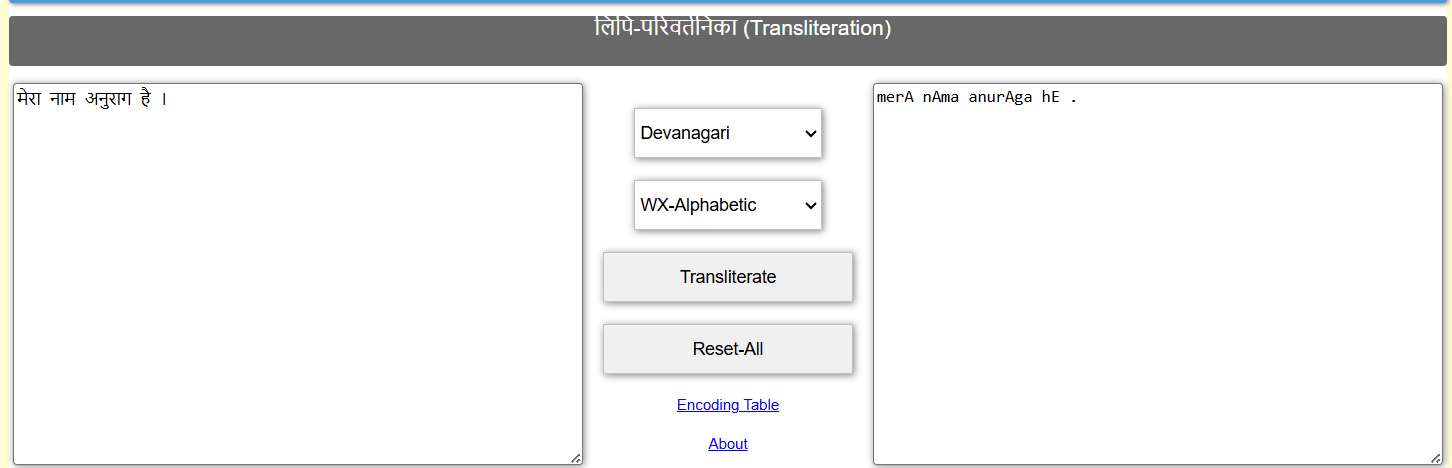 लिपि-परिवर्तनिका (Transliteration)
मेरा नाम अनुराग है ।
Devanagari
WX-Alphabetic
Transliterate
Reset-All
Encoding Table
About
merA nAma anurAga hE .